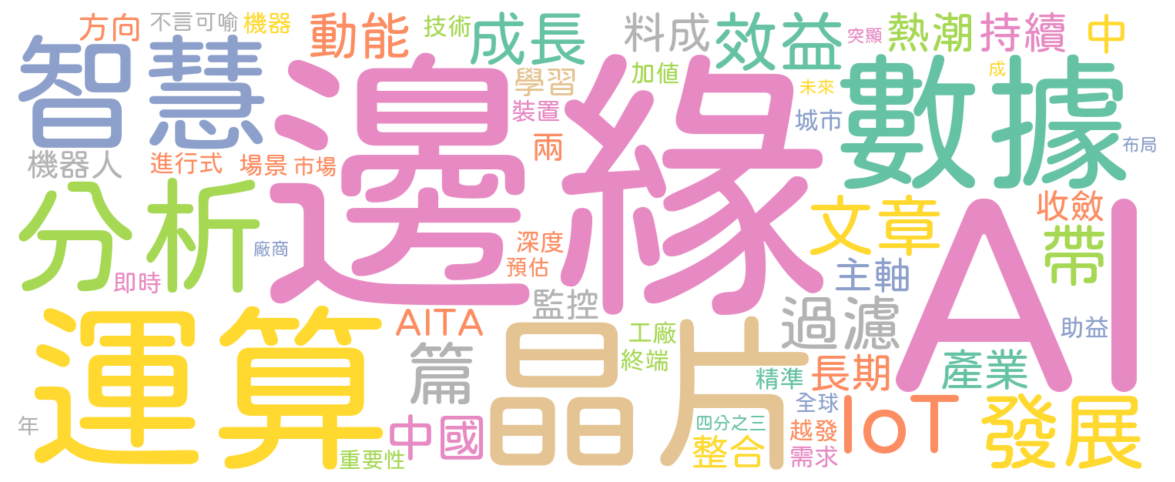 方向
不言可喻
機器
動能
技術
成長
料成
效益
突顯
熱潮
持續
中
智慧
邊緣
學習
加值
未來
成
數據
裝置
城市
布局
兩
機器人
進行式
場景
市場
分析
文章
AI
收斂
帶
廠商
深度
預估
主軸
即時
監控
過濾
助益
運算
AITA
篇
晶片
工廠
終端
精準
長期
產業
年
中國
重要性
四分之三
整合
全球
越發
需求
IoT
發展